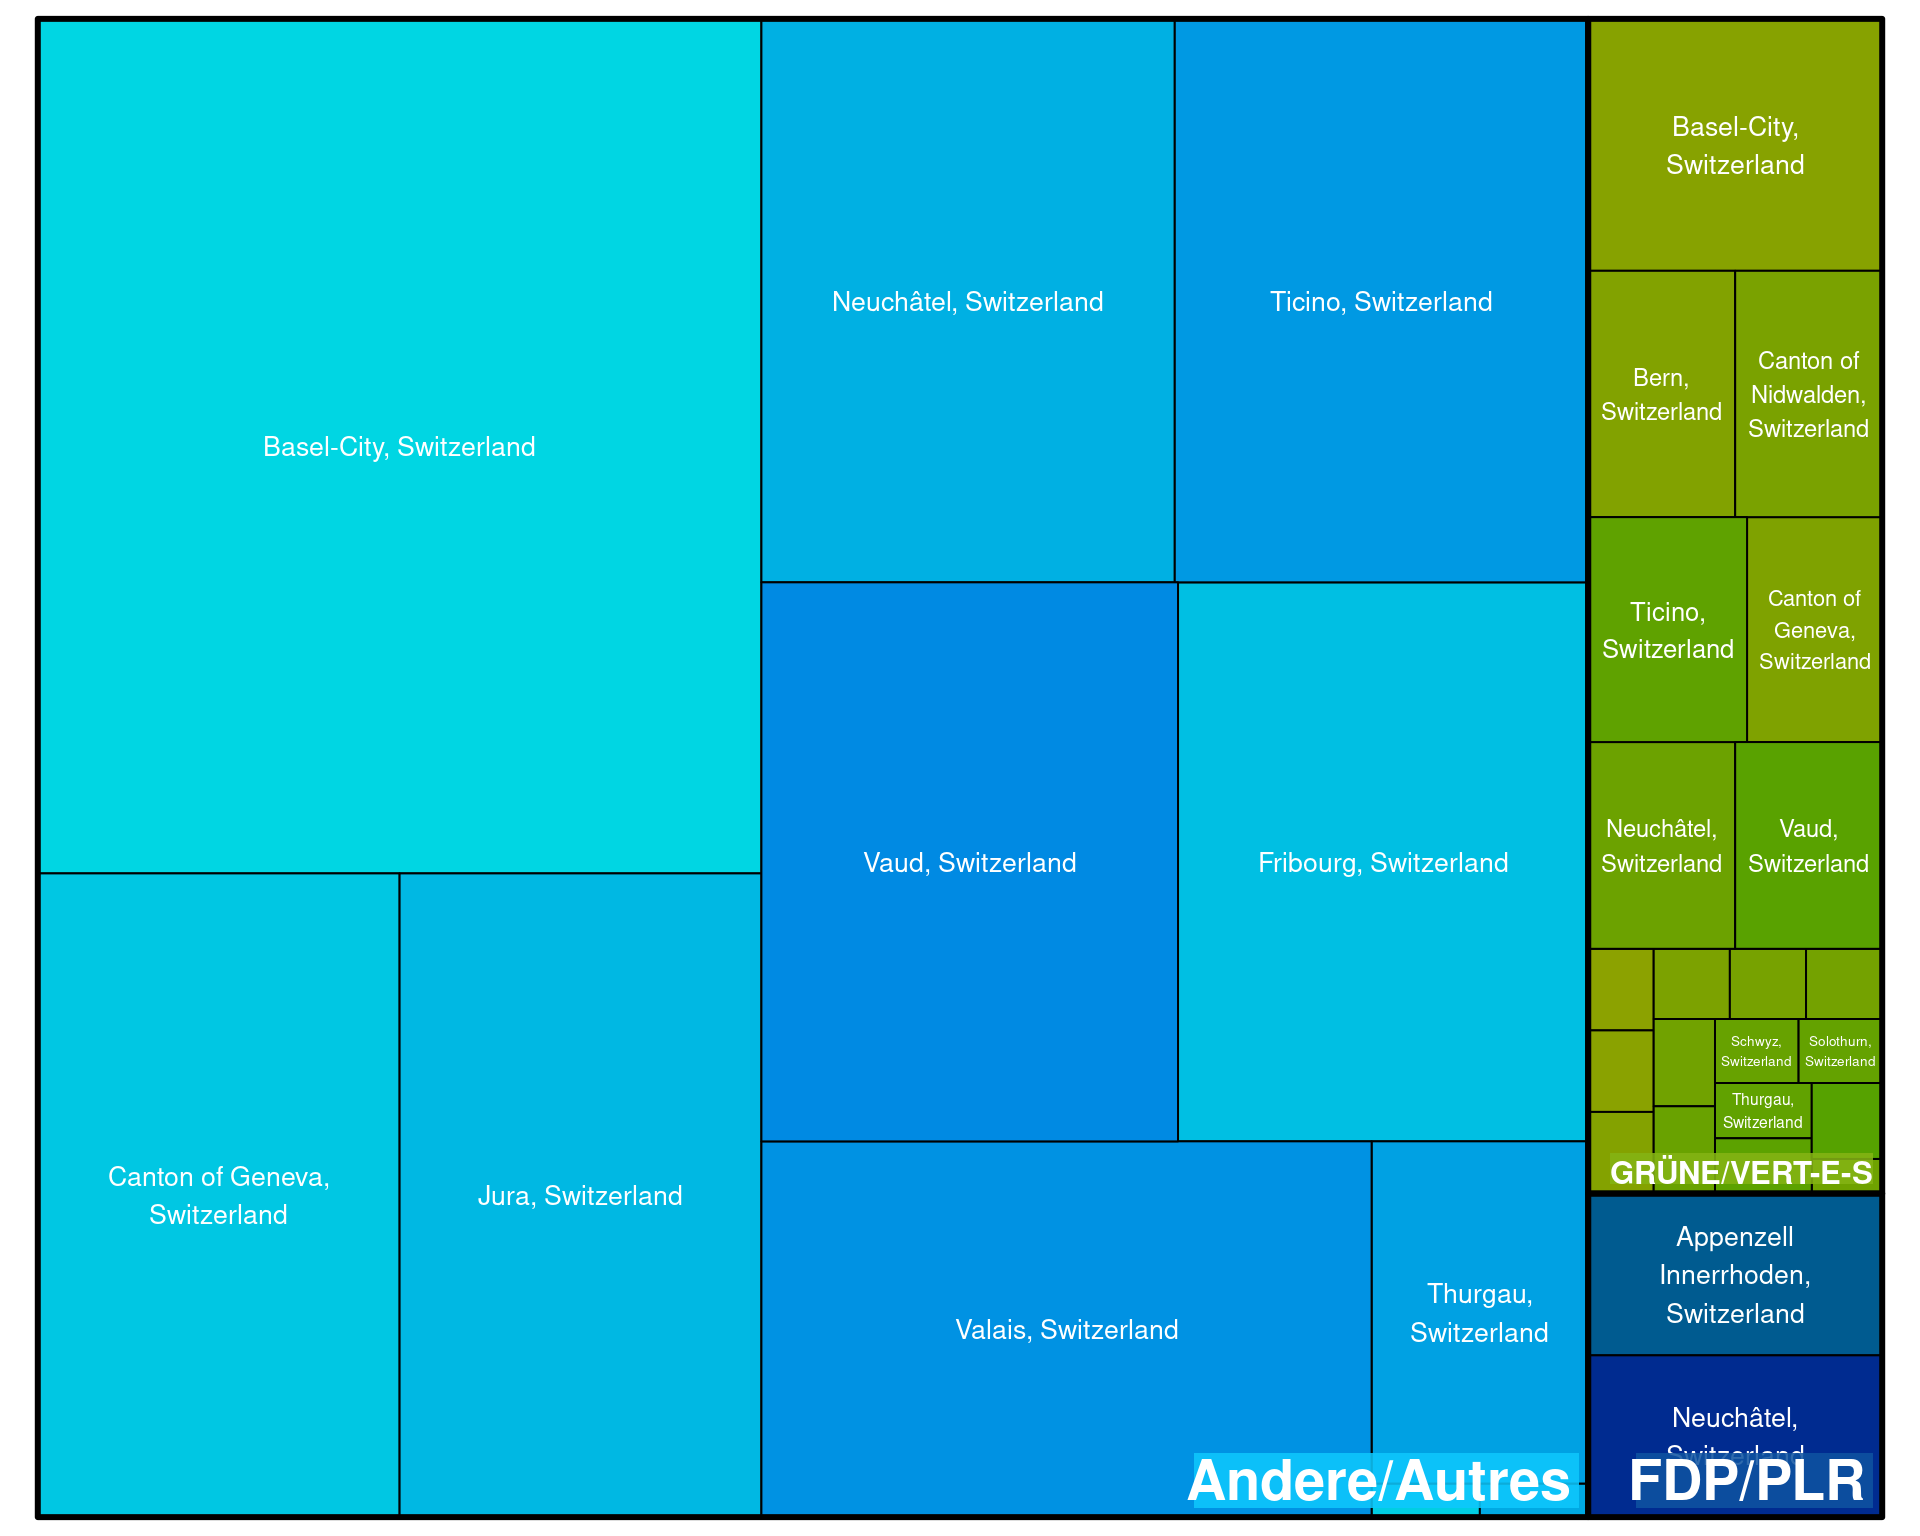 Basel-City, Switzerland
Canton of Geneva,
Switzerland
Jura, Switzerland
Neuchâtel, Switzerland
Ticino, Switzerland
Vaud, Switzerland
Fribourg, Switzerland
Valais, Switzerland
Thurgau,
Switzerland
Andere/Autres
Basel-City,
Switzerland
Bern,
Switzerland
Canton of
Nidwalden,
Switzerland
Ticino,
Switzerland
Canton of
Geneva,
Switzerland
Neuchâtel,
Switzerland
Vaud,
Switzerland
Schwyz,
Switzerland
Solothurn,
Switzerland
Thurgau,
Switzerland
GRÜNE/VERT-E-S
Appenzell
Innerrhoden,
Switzerland
Neuchâtel,
Switzerland
FDP/PLR